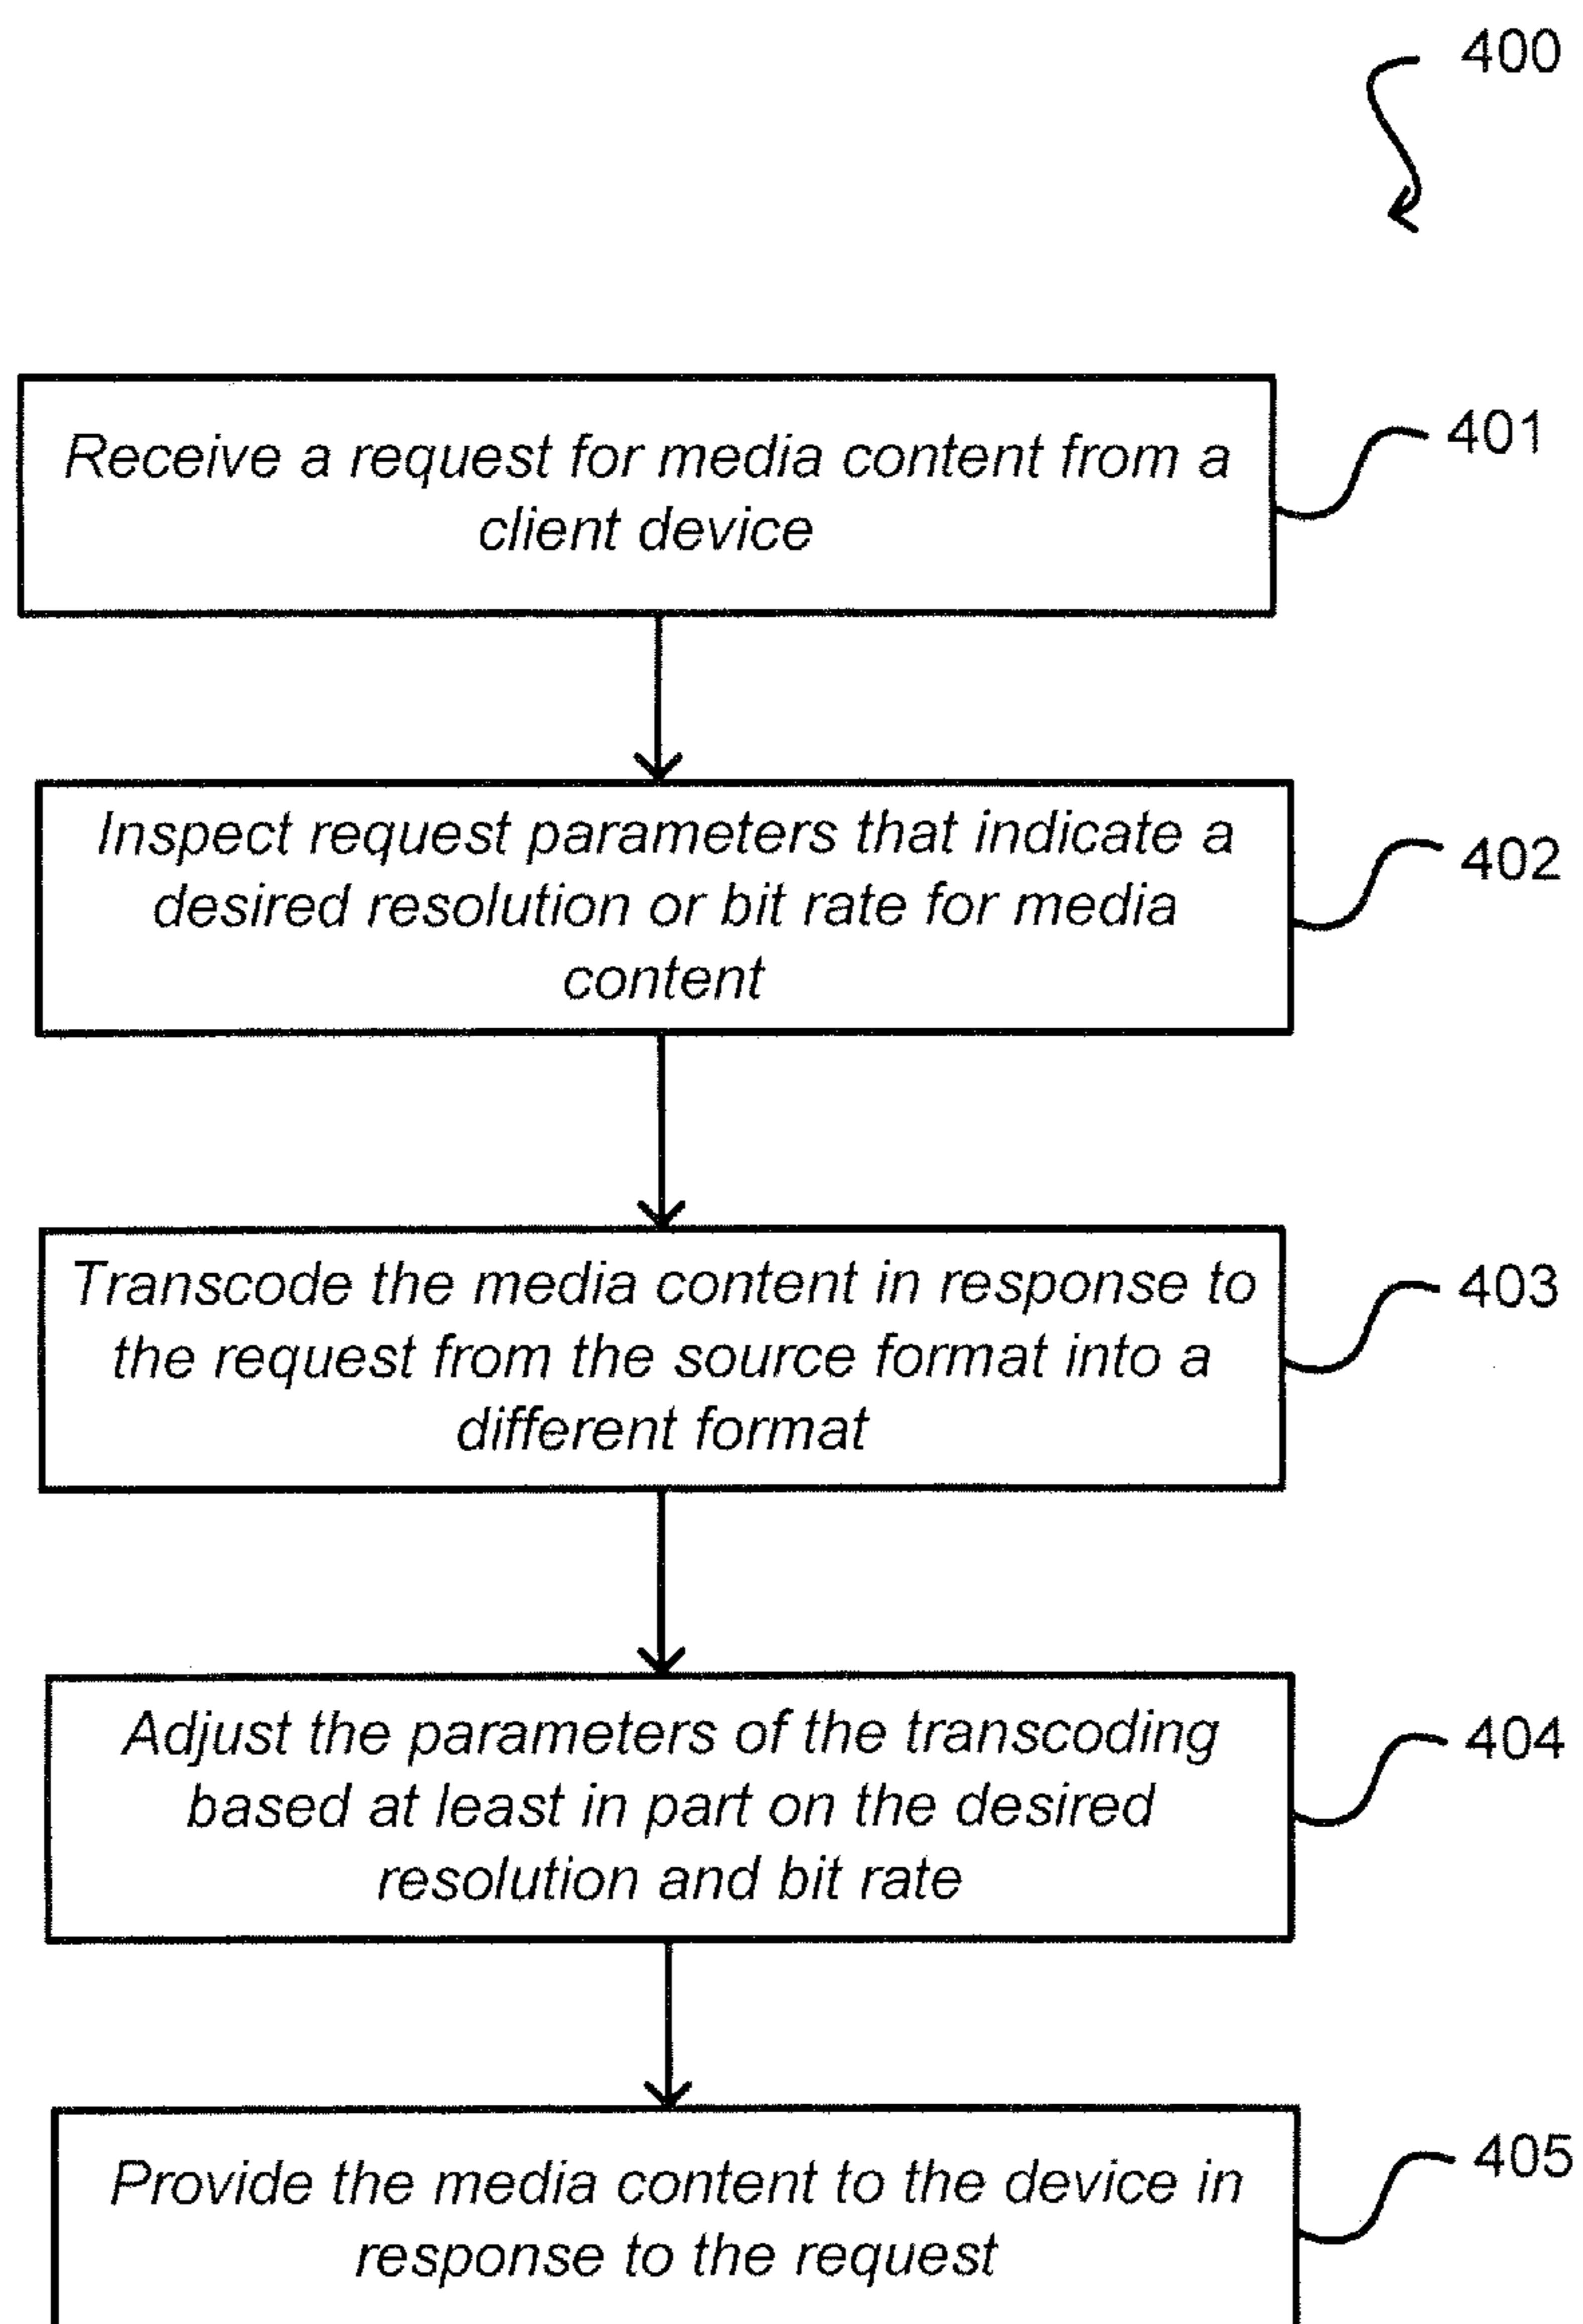 400
Receive a request for media content from a
client device
401
Inspect request parameters that indicate a
desired resolution or bit rate for media
content
402
Transcode the media content in response to
the request from the source format into a
different format
403
Adjust the parameters of the transcoding
based at least in part on the desired
resolution and bit rate
404
Provide the media content to the device in
response to the request
405